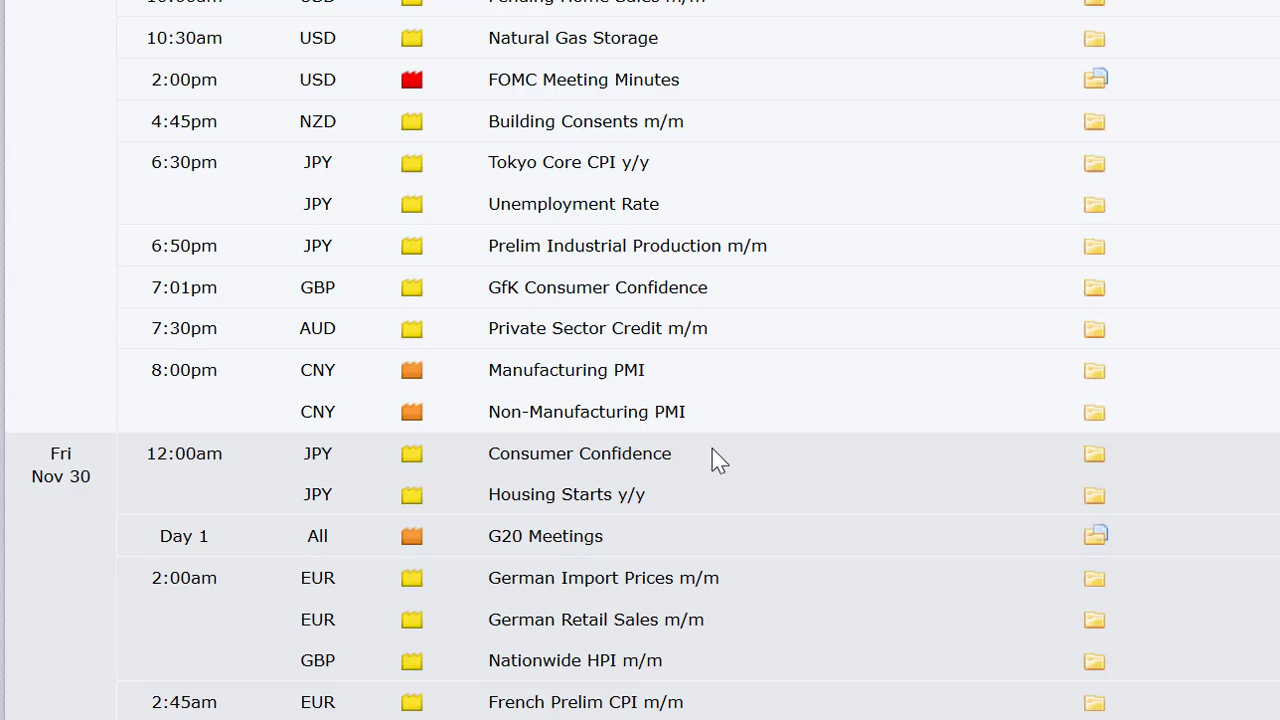 10:30am USD Natural Gas Storage
2:00pm USD FOMC Meeting Minutes
4:45pm NZD Building Consents m/m
6:30pm JPY Tokyo Core CPI y/y
JPY Unemployment Rate
6:50pm JPY Prelim Industrial Production m/m
7:01pm GBP GfK Consumer Confidence
7:30pm AUD Private Sector Credit m/m
8:00pm CNY Manufacturing PMI
CNY Non-Manufacturing PMI
Fri 12:00am JPY Consumer Confidence
Nov 30
JPY Housing Starts y/y
Day 1 All G20 Meetings
2:00am EUR German Import Prices m/m
EUR German Retail Sales m/m
GBP Nationwide HPI m/m
2:45am EUR French Prelim CPI m/m